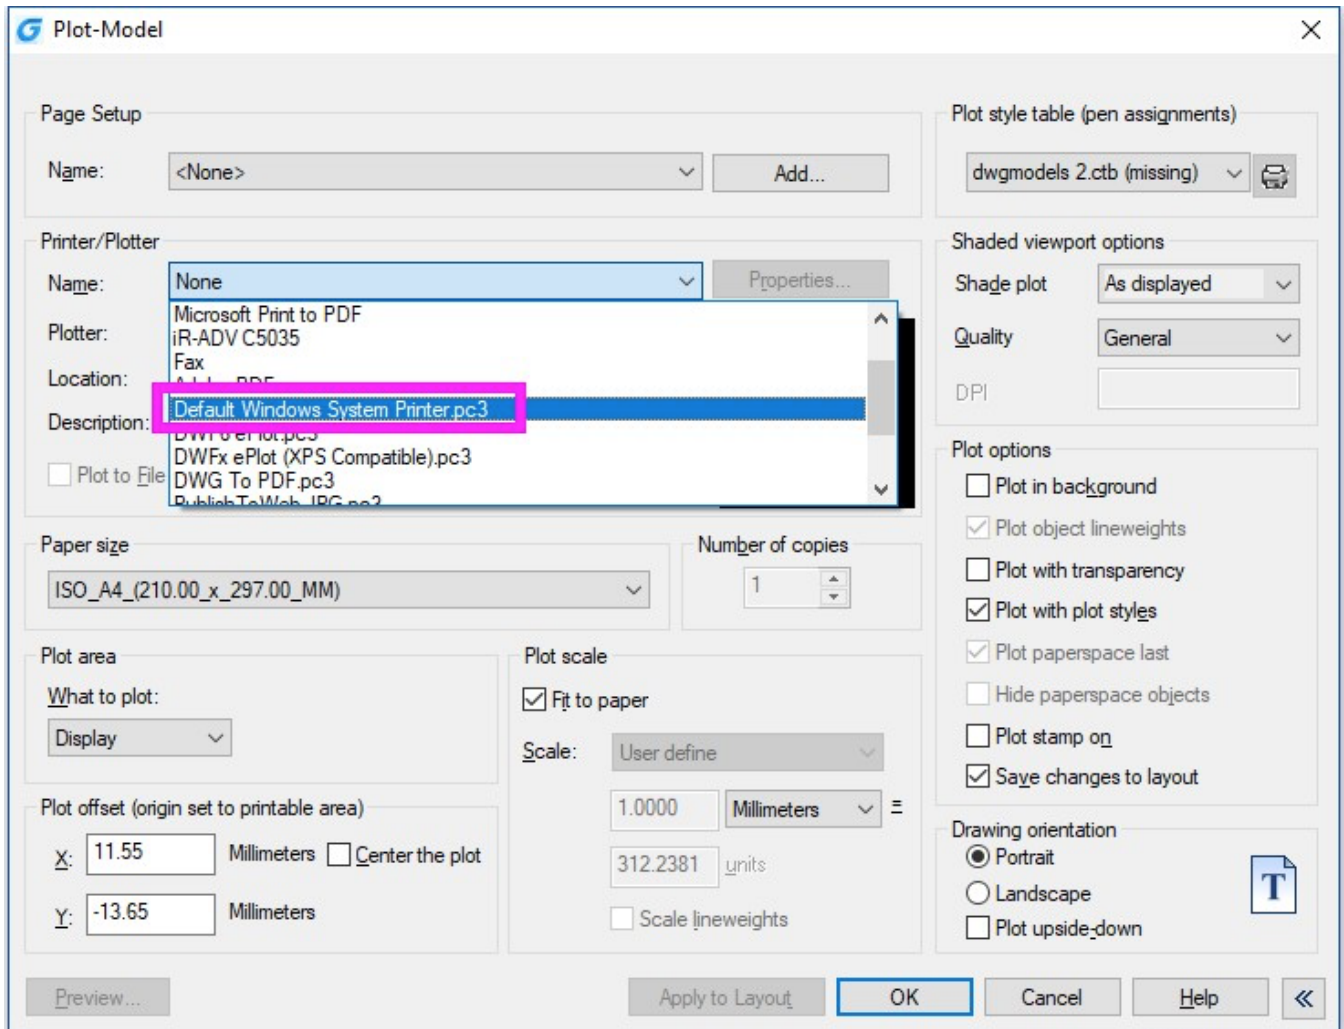 Plot-Model
Page Setup
Name:
<None>
Add...
Plot style table (pen assignments)
dwgmodels 2.ctb (missing)
Printer/Plotter
Name:
None
Properties...
Microsoft Print to PDF
iR-ADV C5035
Fax
Default Windows System Printer.pc3
DWFx ePlot (XPS Compatible).pc3
DWG To PDF.pc3
PublishToWeb JPG.pc3
Plotter:
Location:
Description:
Plot to File
Shaded viewport options
Shade plot
As displayed
Quality
General
DPI
Paper size
ISO_A4_(210.00_x_297.00_MM)
Number of copies
1
Plot options
Plot in background
Plot object lineweights
Plot with transparency
Plot with plot styles
Plot paperspace last
Hide paperspace objects
Plot stamp on
Save changes to layout
Plot area
What to plot:
Display
Plot scale
Fit to paper
Scale:
User define
1.0000
Millimeters
=
312.2381
units
Scale lineweights
Plot offset (origin set to printable area)
X:
11.55
Millimeters
Center the plot
Y:
-13.65
Millimeters
Drawing orientation
Portrait
Landscape
Plot upside-down
T
Preview...
Apply to Layout
OK
Cancel
Help